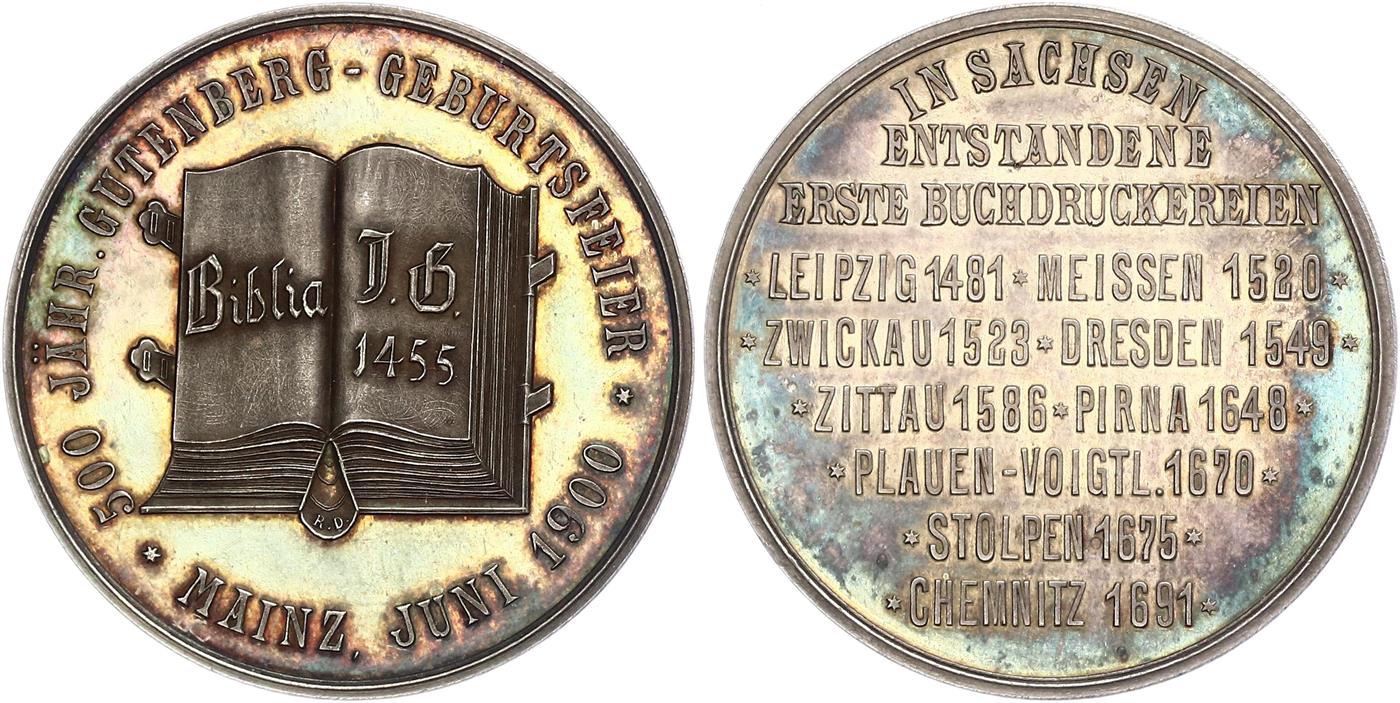 500 JÄHR. GUTENBERG - GEBURTSFEIER
* MAINZ, JUNI 1900 *
Biblia
J. G.
1455
R.D.
IN SACHSEN
ENTSTANDENE
ERSTE BUCHDRUCKEREIEN
* LEIPZIG 1481 * MEISSEN 1520 *
* ZWICKAU 1523 * DRESDEN 1549 *
* ZITTAU 1586 * PIRNA 1648 *
* PLAUEN-VOIGTL. 1670 *
* STOLPEN 1675 *
* CHEMNITZ 1691 *